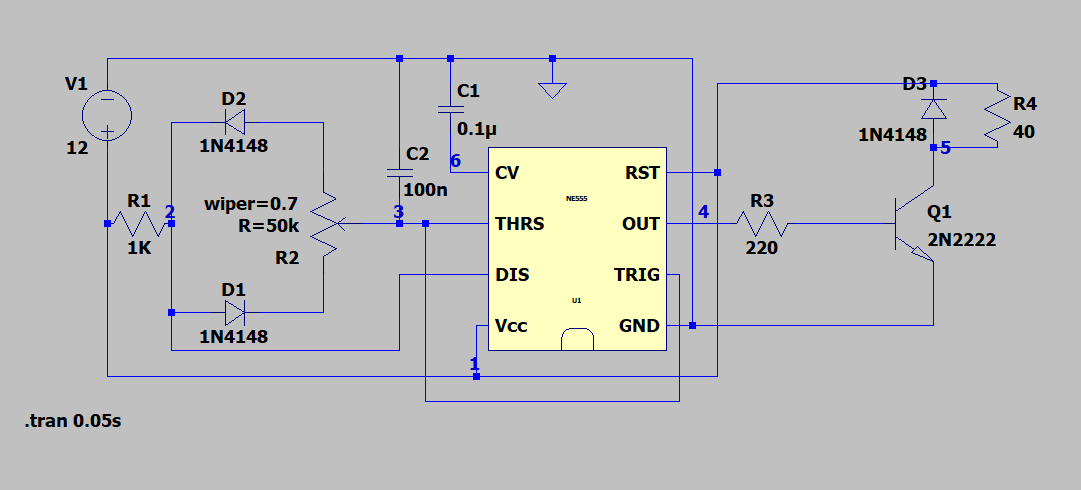 V1
12
D2
1N4148
C1
0.1µ
6
C2
100n
D3
1N4148
R4
40
5
R1
1K
2
wiper=0.7
R=50k
R2
3
CV
RST
NE555
THRS
OUT
DIS
TRIG
U1
Vcc
GND
4
R3
220
Q1
2N2222
D1
1N4148
1
.tran 0.05s